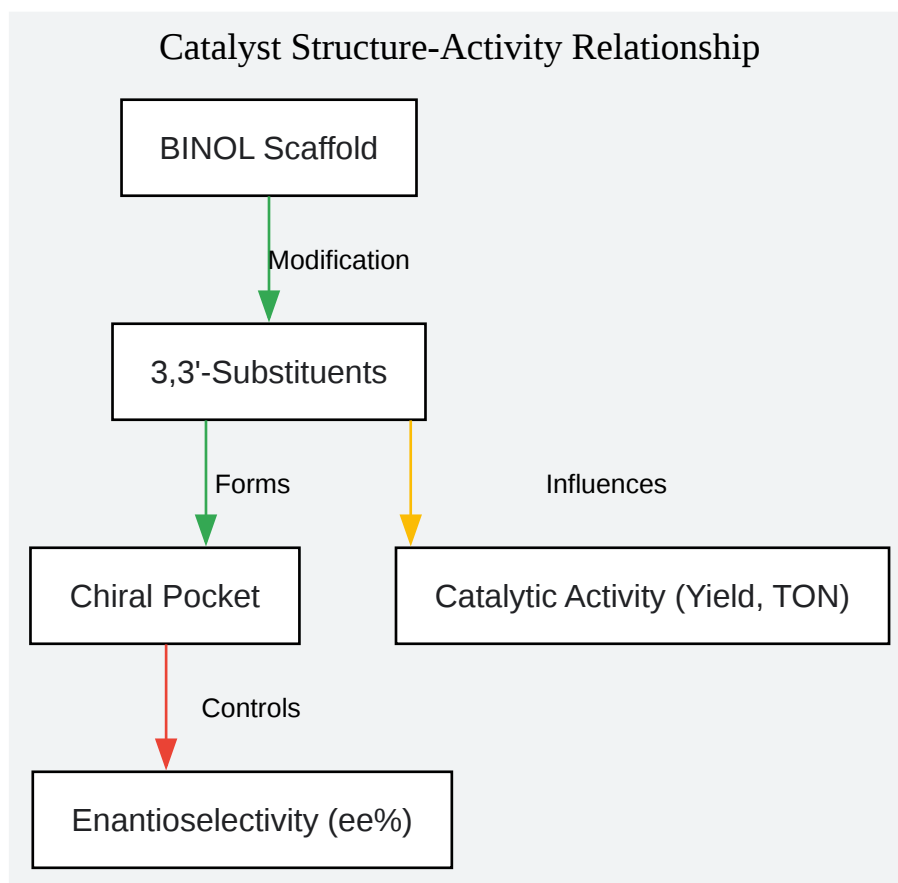 Catalyst Structure-Activity Relationship
BINOL Scaffold
Modification
3,3'-Substituents
Forms
Influences
Chiral Pocket
Catalytic Activity (Yield, TON)
Controls
Enantioselectivity (ee%)